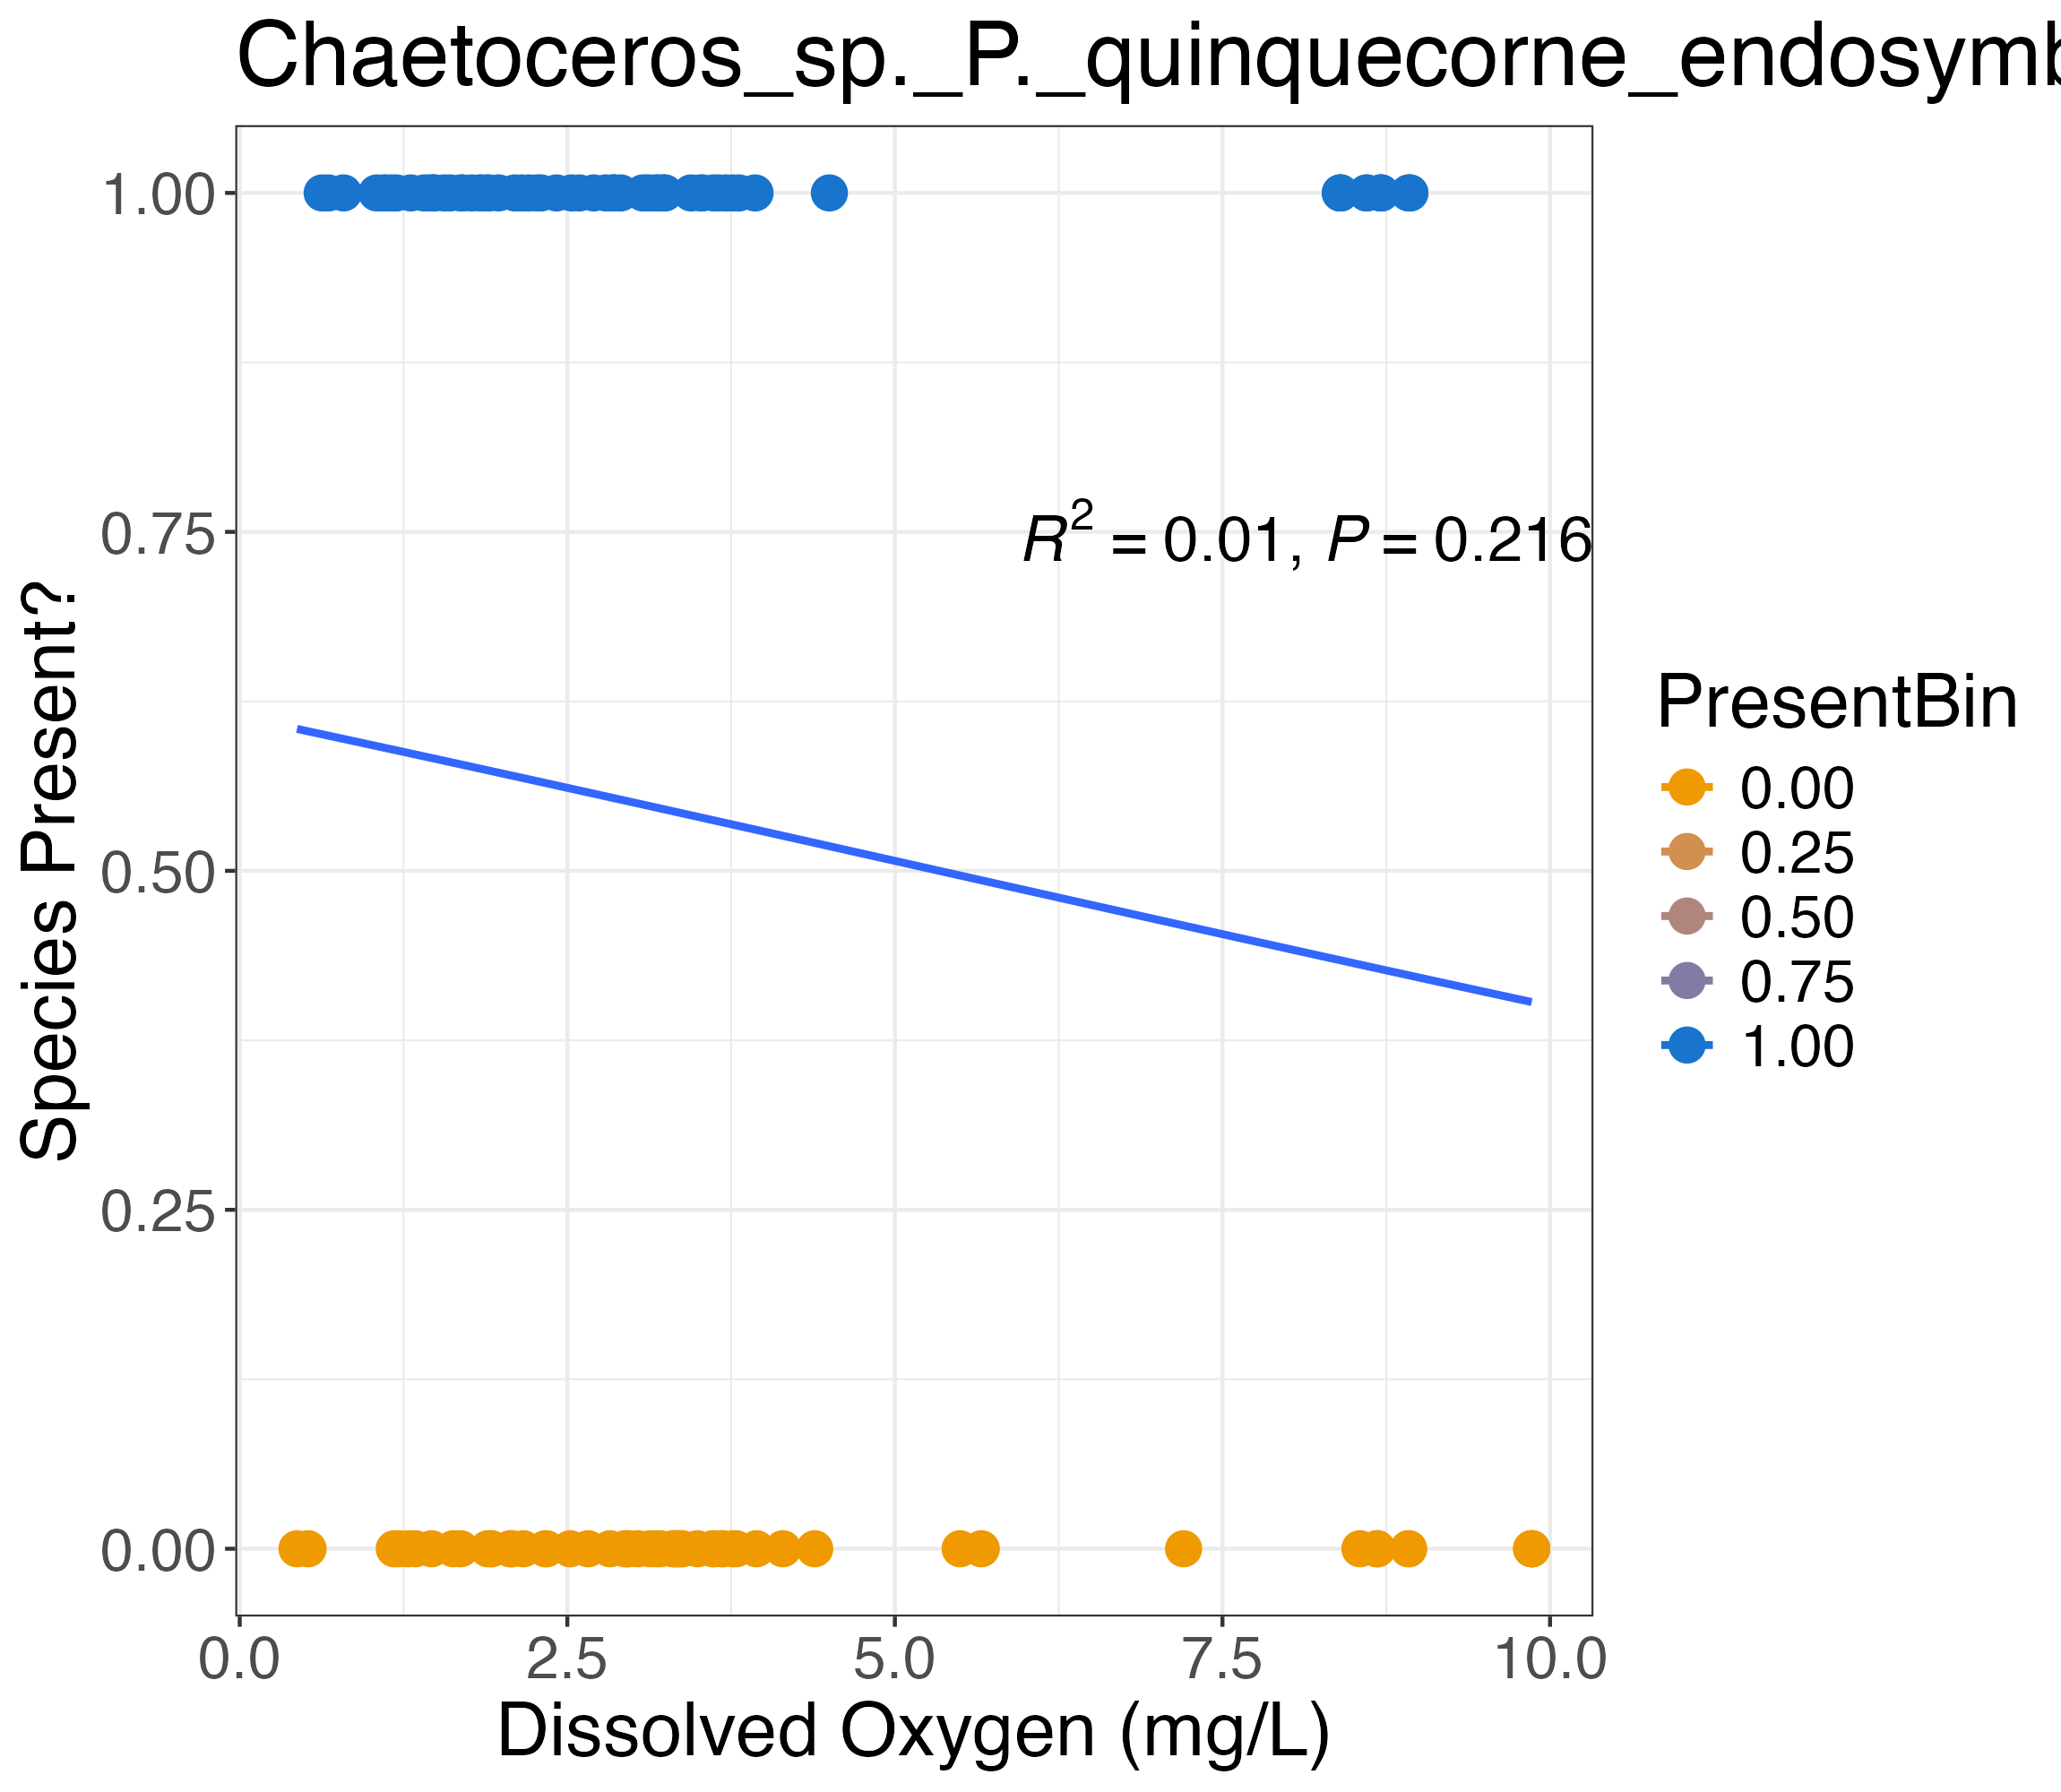 Chaetoceros_sp._P._quinquecorne_endosymb
1.00
0.75
0.50
0.25
0.00
Species Present?
R² = 0.01, P = 0.216
0.0 2.5 5.0 7.5 10.0
Dissolved Oxygen (mg/L)
PresentBin
0.00
0.25
0.50
0.75
1.00